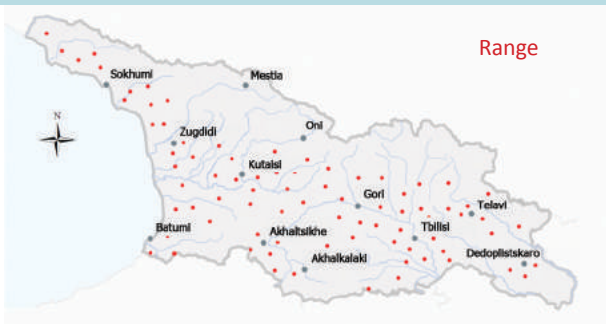 Range
Sokhumi
Mestia
N
Zugdidi
Oni
Kutaisi
Gori
Telavi
Batumi
Akhaltsikhe
Tbilisi
Akhalkalaki
Dedoplistskaro